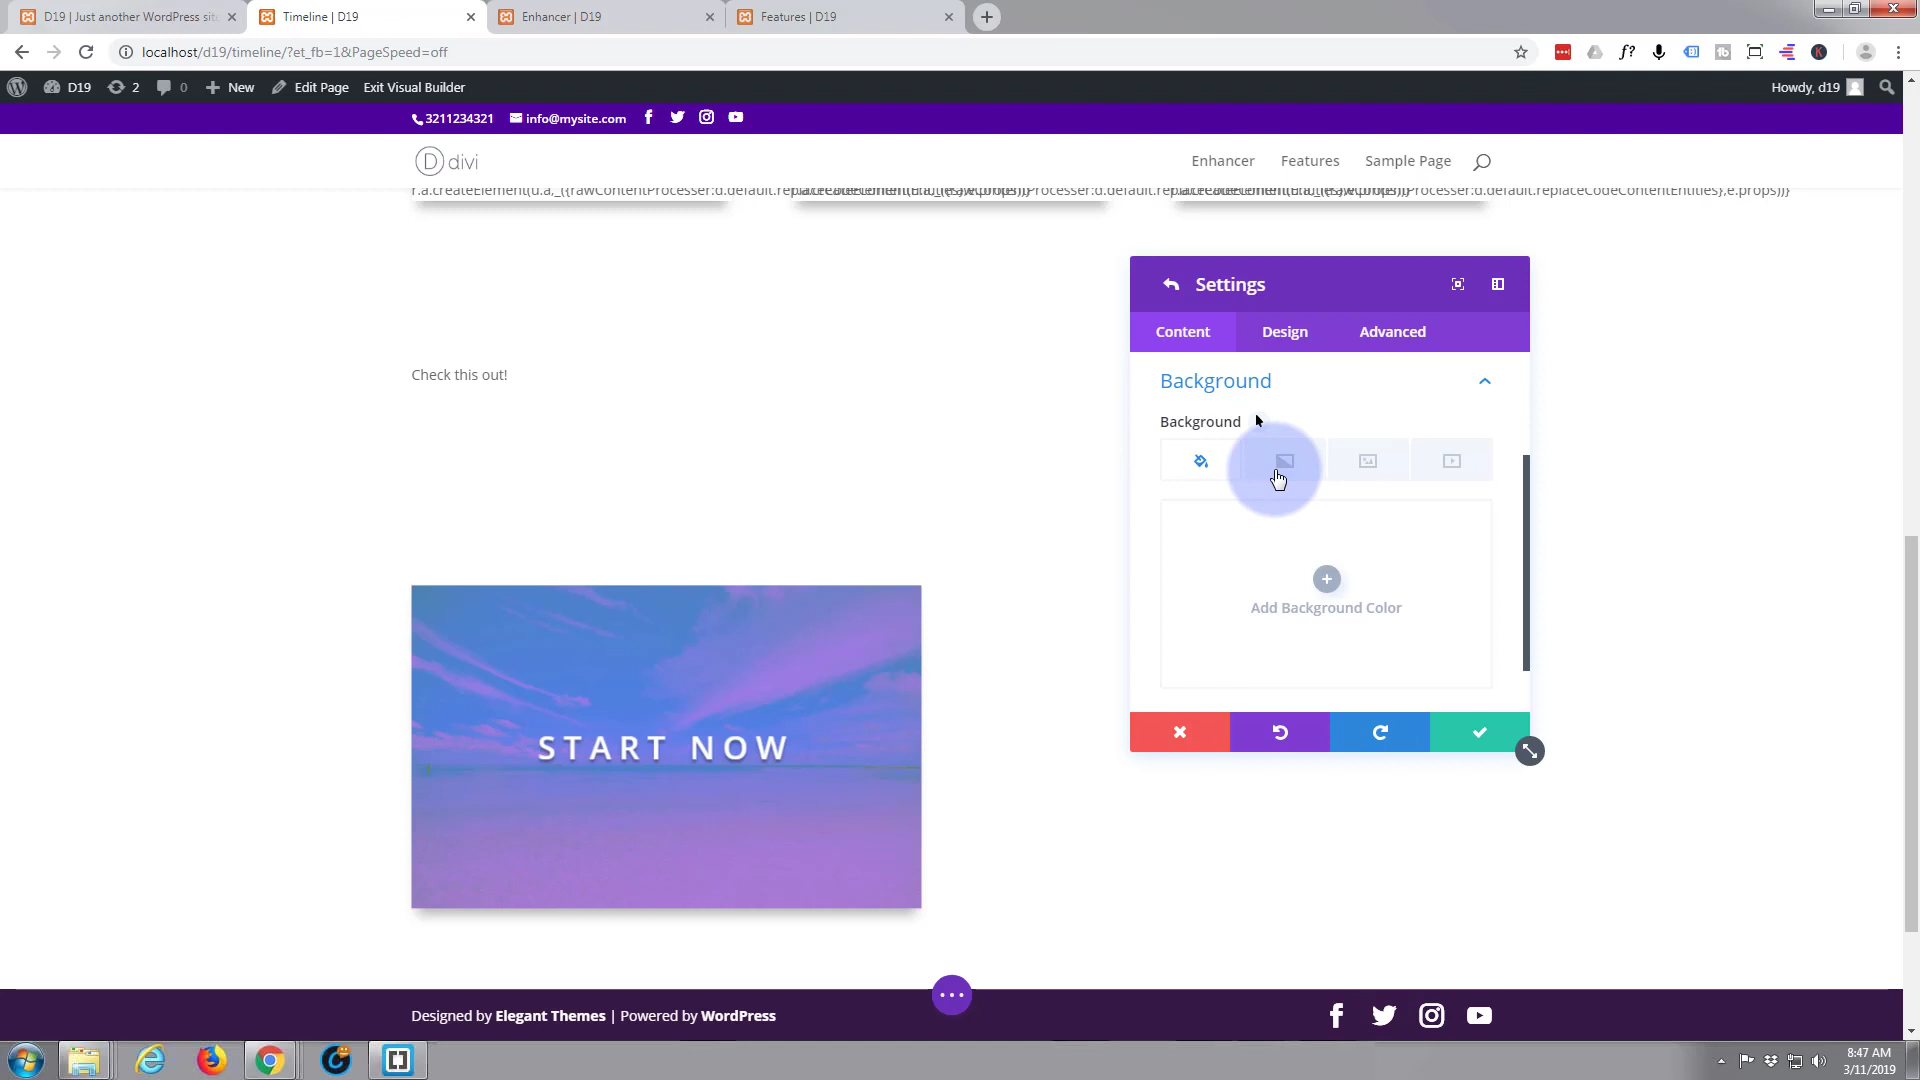 D19 | Just another WordPress sit
Timeline | D19
Enhancer | D19
Features | D19
localhost/d19/timeline/?et_fb=1&PageSpeed=off
D19
2
0
New
Edit Page
Exit Visual Builder
Howdy, d19
3211234321
info@mysite.com
D divi
Enhancer
Features
Sample Page
Settings
Content
Design
Advanced
Background
Background
Check this out!
Add Background Color
START NOW
Designed by Elegant Themes | Powered by WordPress
8:47 AM
3/11/2019